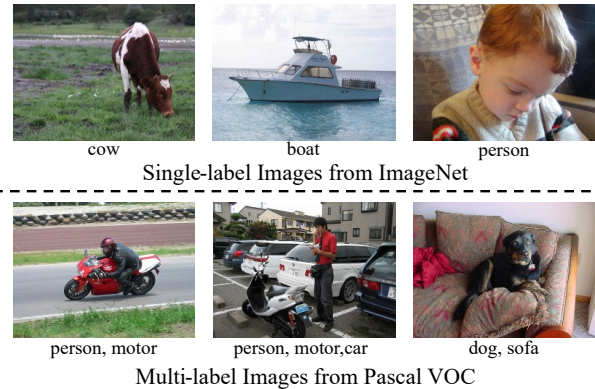 cow
boat
person
Single-label Images from ImageNet
person, motor
person, motor,car
dog, sofa
Multi-label Images from Pascal VOC